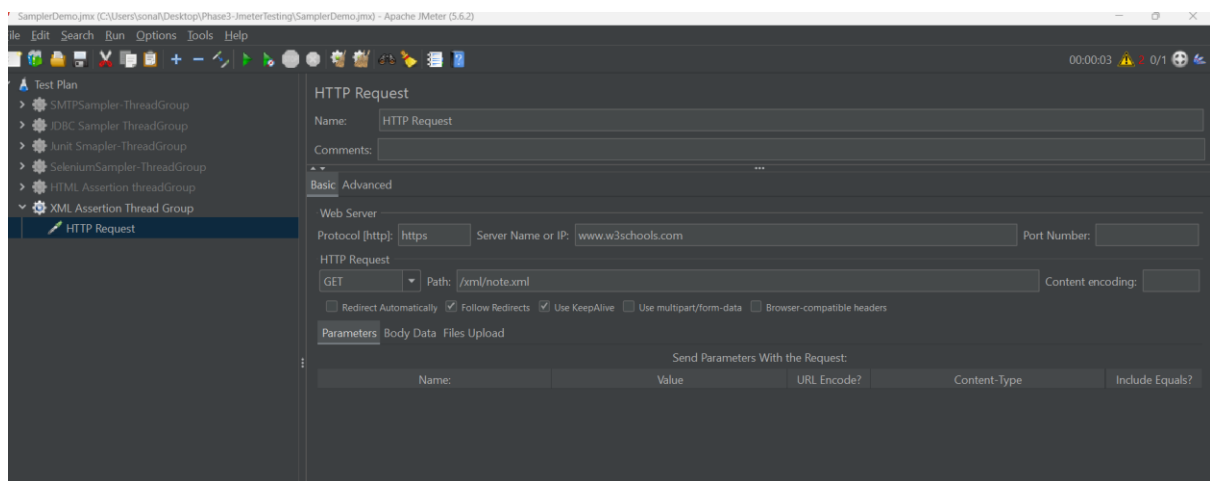 SamplerDemo.jmx (C:\Users\sonal\Desktop\Phase3-JmeterTesting\SamplerDemo.jmx) - Apache JMeter (5.6.2)
ile Edit Search Run Options Tools Help
00:00:03 2 0/1
Test Plan
SMTPSampler-ThreadGroup
JDBC Sampler ThreadGroup
Junit Smapler-ThreadGroup
SeleniumSampler-ThreadGroup
HTML Assertion threadGroup
XML Assertion Thread Group
HTTP Request
HTTP Request
Name: HTTP Request
Comments:
Basic Advanced
Web Server
Protocol [http]: https Server Name or IP: www.w3schools.com Port Number:
HTTP Request
GET Path: /xml/note.xml Content encoding:
Redirect Automatically Follow Redirects Use KeepAlive Use multipart/form-data Browser-compatible headers
Parameters Body Data Files Upload
Send Parameters With the Request:
Name: Value URL Encode? Content-Type Include Equals?